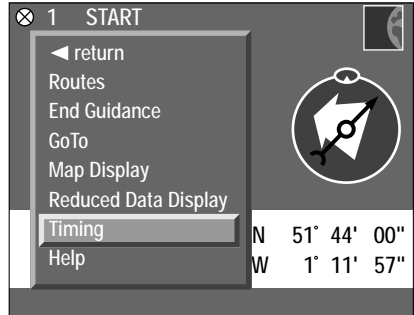 1 START
◄ return
Routes
End Guidance
GoTo
Map Display
Reduced Data Display
Timing
Help
N 51° 44' 00"
W 1° 11' 57"